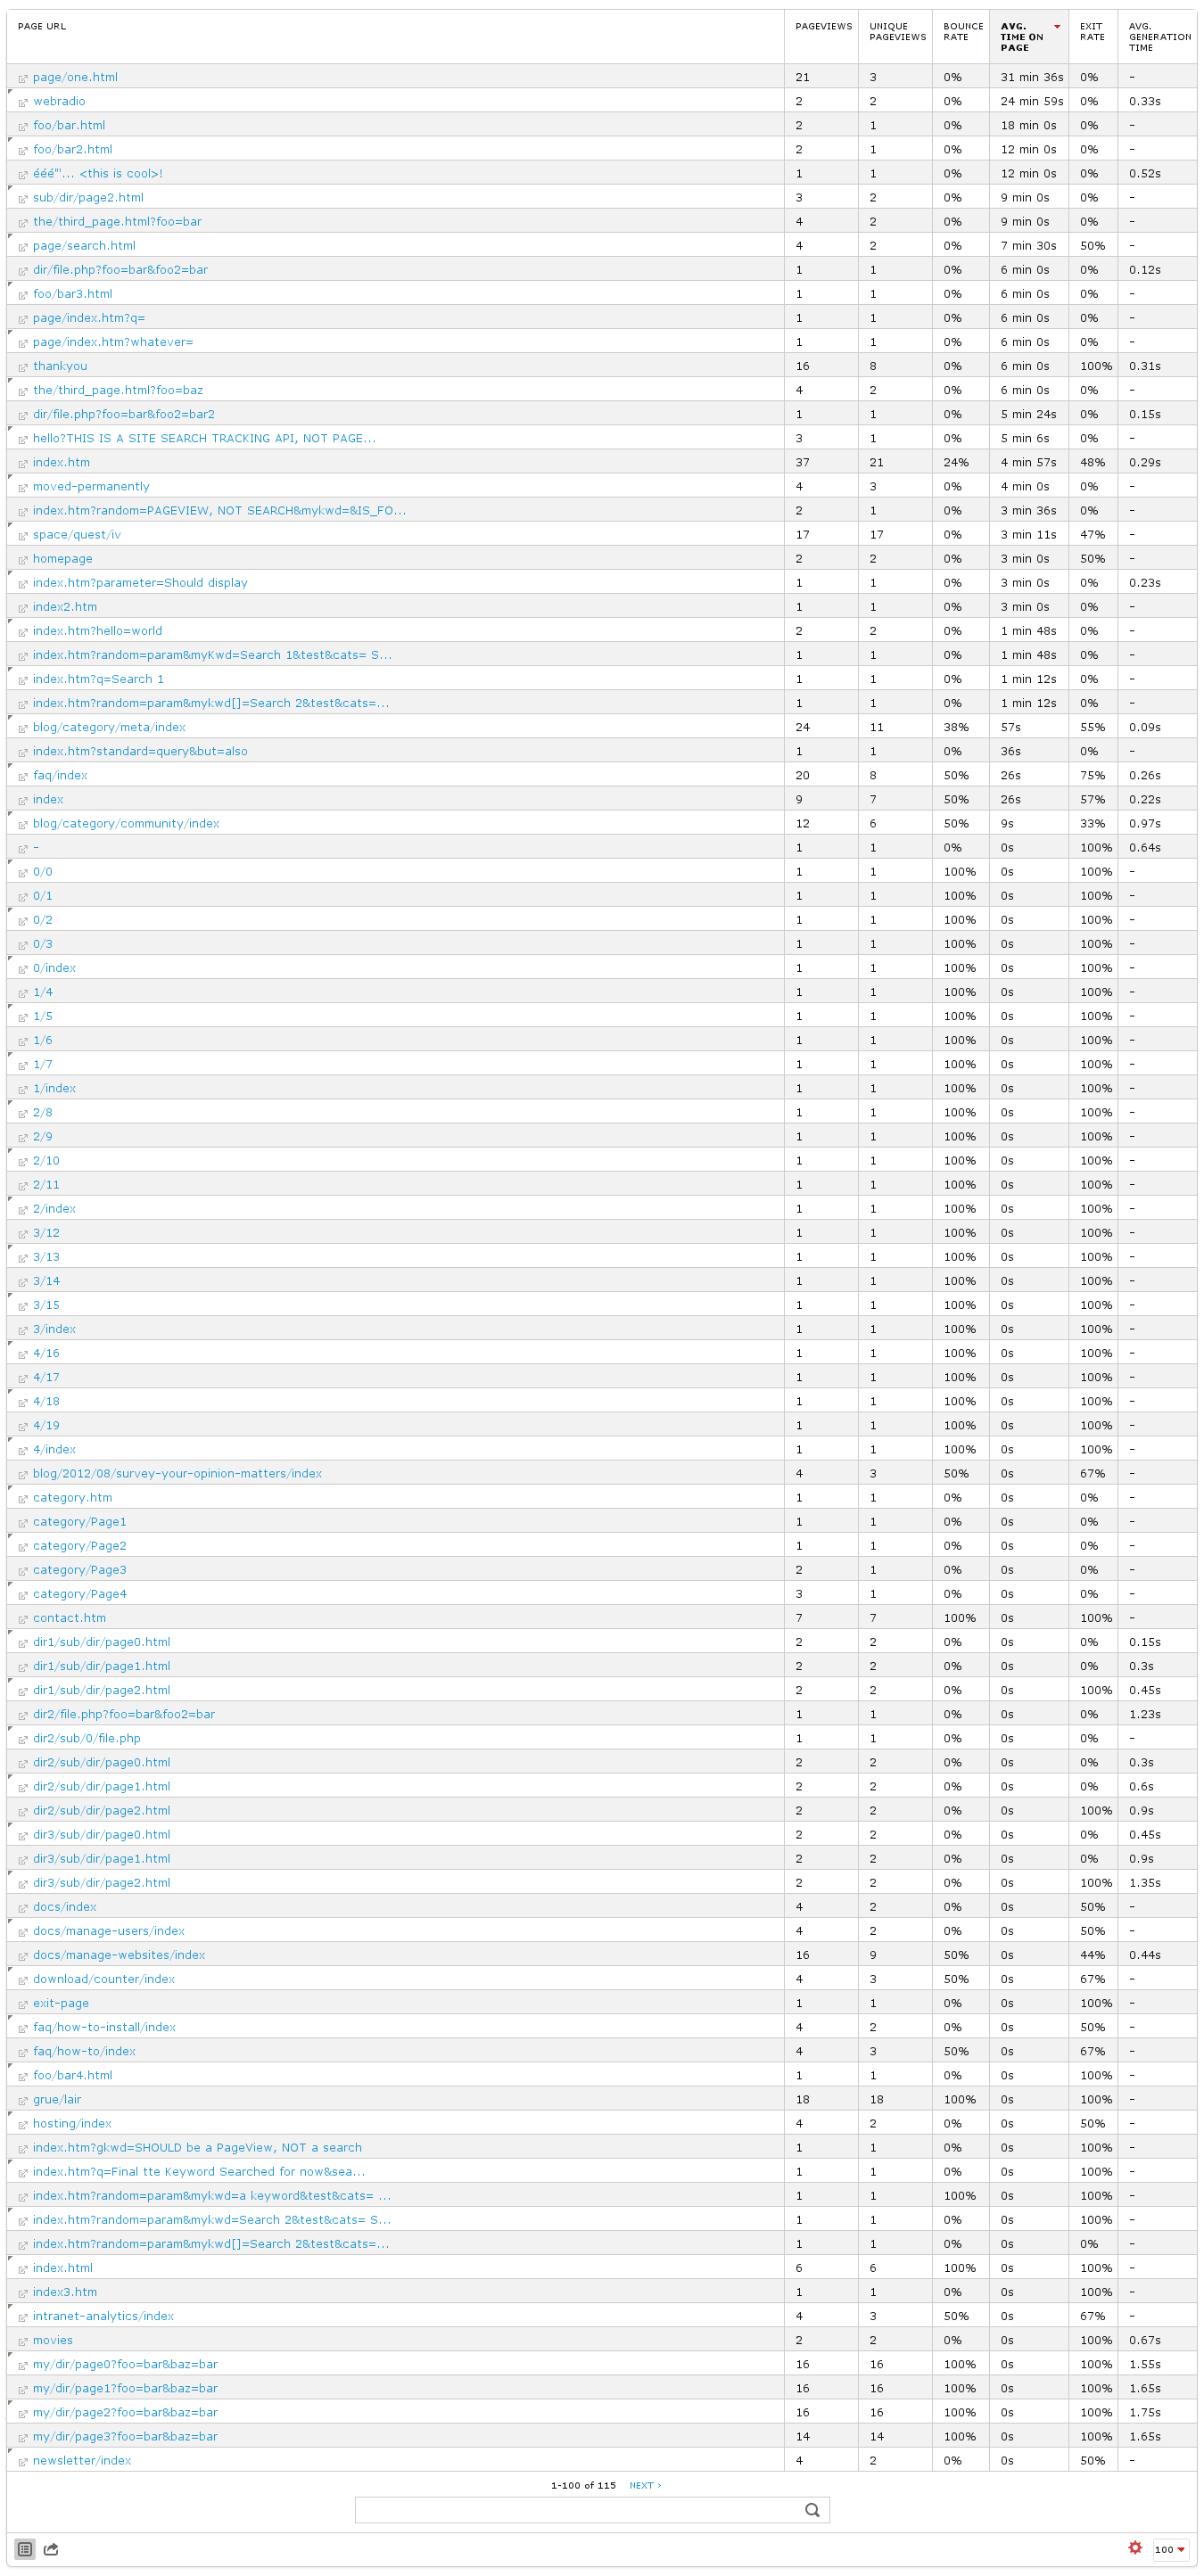 PAGE URL PAGEVIEWS UNIQUE PAGEVIEWS BOUNCE RATE AVG. TIME ON PAGE EXIT RATE AVG. GENERATION TIME
page/one.html 21 3 0% 31 min 36s 0% -
webradio 2 2 0% 24 min 59s 0% 0.33s
foo/bar.html 2 1 0% 18 min 0s 0% -
foo/bar2.html 2 1 0% 12 min 0s 0% -
ééé"'... <this is cool>! 1 1 0% 12 min 0s 0% 0.52s
sub/dir/page2.html 3 2 0% 9 min 0s 0% -
the/third_page.html?foo=bar 4 2 0% 9 min 0s 0% -
page/search.html 4 2 0% 7 min 30s 50% -
dir/file.php?foo=bar&foo2=bar 1 1 0% 6 min 0s 0% 0.12s
foo/bar3.html 1 1 0% 6 min 0s 0% -
page/index.htm?q= 1 1 0% 6 min 0s 0% -
page/index.htm?whatever= 1 1 0% 6 min 0s 0% -
thankyou 16 8 0% 6 min 0s 100% 0.31s
the/third_page.html?foo=baz 4 2 0% 6 min 0s 0% -
dir/file.php?foo=bar&foo2=bar2 1 1 0% 5 min 24s 0% 0.15s
hello?THIS IS A SITE SEARCH TRACKING API, NOT PAGE... 3 1 0% 5 min 6s 0% -
index.htm 37 21 24% 4 min 57s 48% 0.29s
moved-permanently 4 3 0% 4 min 0s 0% -
index.htm?random=PAGEVIEW, NOT SEARCH&mykwd=&IS_FO... 2 1 0% 3 min 36s 0% -
space/quest/iv 17 17 0% 3 min 11s 47% -
homepage 2 2 0% 3 min 0s 50% -
index.htm?parameter=Should display 1 1 0% 3 min 0s 0% 0.23s
index2.htm 1 1 0% 3 min 0s 0% -
index.htm?hello=world 2 2 0% 1 min 48s 0% -
index.htm?random=param&myKwd=Search 1&test&cats= S... 1 1 0% 1 min 48s 0% -
index.htm?q=Search 1 1 1 0% 1 min 12s 0% -
index.htm?random=param&mykwd[]=Search 2&test&cats=... 1 1 0% 1 min 12s 0% -
blog/category/meta/index 24 11 38% 57s 55% 0.09s
index.htm?standard=query&but=also 1 1 0% 36s 0% -
faq/index 20 8 50% 26s 75% 0.26s
index 9 7 50% 26s 57% 0.22s
blog/category/community/index 12 6 50% 9s 33% 0.97s
- 1 1 0% 0s 100% 0.64s
0/0 1 1 100% 0s 100% -
0/1 1 1 100% 0s 100% -
0/2 1 1 100% 0s 100% -
0/3 1 1 100% 0s 100% -
0/index 1 1 100% 0s 100% -
1/4 1 1 100% 0s 100% -
1/5 1 1 100% 0s 100% -
1/6 1 1 100% 0s 100% -
1/7 1 1 100% 0s 100% -
1/index 1 1 100% 0s 100% -
2/8 1 1 100% 0s 100% -
2/9 1 1 100% 0s 100% -
2/10 1 1 100% 0s 100% -
2/11 1 1 100% 0s 100% -
2/index 1 1 100% 0s 100% -
3/12 1 1 100% 0s 100% -
3/13 1 1 100% 0s 100% -
3/14 1 1 100% 0s 100% -
3/15 1 1 100% 0s 100% -
3/index 1 1 100% 0s 100% -
4/16 1 1 100% 0s 100% -
4/17 1 1 100% 0s 100% -
4/18 1 1 100% 0s 100% -
4/19 1 1 100% 0s 100% -
4/index 1 1 100% 0s 100% -
blog/2012/08/survey-your-opinion-matters/index 4 3 50% 0s 67% -
category.htm 1 1 0% 0s 0% -
category/Page1 1 1 0% 0s 0% -
category/Page2 1 1 0% 0s 0% -
category/Page3 2 1 0% 0s 0% -
category/Page4 3 1 0% 0s 0% -
contact.htm 7 7 100% 0s 100% -
dir1/sub/dir/page0.html 2 2 0% 0s 0% 0.15s
dir1/sub/dir/page1.html 2 2 0% 0s 0% 0.3s
dir1/sub/dir/page2.html 2 2 0% 0s 100% 0.45s
dir2/file.php?foo=bar&foo2=bar 1 1 0% 0s 0% 1.23s
dir2/sub/0/file.php 1 1 0% 0s 0% -
dir2/sub/dir/page0.html 2 2 0% 0s 0% 0.3s
dir2/sub/dir/page1.html 2 2 0% 0s 0% 0.6s
dir2/sub/dir/page2.html 2 2 0% 0s 100% 0.9s
dir3/sub/dir/page0.html 2 2 0% 0s 0% 0.45s
dir3/sub/dir/page1.html 2 2 0% 0s 0% 0.9s
dir3/sub/dir/page2.html 2 2 0% 0s 100% 1.35s
docs/index 4 2 0% 0s 50% -
docs/manage-users/index 4 2 0% 0s 50% -
docs/manage-websites/index 16 9 50% 0s 44% 0.44s
download/counter/index 4 3 50% 0s 67% -
exit-page 1 1 0% 0s 100% -
faq/how-to-install/index 4 2 0% 0s 50% -
faq/how-to/index 4 3 50% 0s 67% -
foo/bar4.html 1 1 0% 0s 100% -
grue/lair 18 18 100% 0s 100% -
hosting/index 4 2 0% 0s 50% -
index.htm?gkwd=SHOULD be a PageView, NOT a search 1 1 0% 0s 100% -
index.htm?q=Final tte Keyword Searched for now&sea... 1 1 0% 0s 100% -
index.htm?random=param&mykwd=a keyword&test&cats= ... 1 1 100% 0s 100% -
index.htm?random=param&mykwd=Search 2&test&cats= S... 1 1 0% 0s 100% -
index.htm?random=param&mykwd[]=Search 2&test&cats=... 1 1 0% 0s 0% -
index.html 6 6 100% 0s 100% -
index3.htm 1 1 0% 0s 100% -
intranet-analytics/index 4 3 50% 0s 67% -
movies 2 2 0% 0s 100% 0.67s
my/dir/page0?foo=bar&baz=bar 16 16 100% 0s 100% 1.55s
my/dir/page1?foo=bar&baz=bar 16 16 100% 0s 100% 1.65s
my/dir/page2?foo=bar&baz=bar 16 16 100% 0s 100% 1.75s
my/dir/page3?foo=bar&baz=bar 14 14 100% 0s 100% 1.65s
newsletter/index 4 2 0% 0s 50% -
1-100 of 115 NEXT ›
100